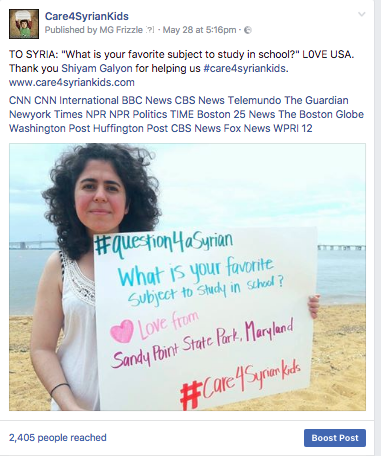 Care4SyrianKids
Published by MG Frizzle [?] · May 28 at 5:16pm ·
TO SYRIA: "What is your favorite subject to study in school?" LOVE USA.
Thank you Shiyam Galyon for helping us #care4syriankids.
www.care4syriankids.com
CNN CNN International BBC News CBS News Telemundo The Guardian
Newyork Times NPR NPR Politics TIME Boston 25 News The Boston Globe
Washington Post Huffington Post CBS News Fox News WPRI 12
#question4aSyrian
What is your favorite
subject to study in school?
Love from
Sandy Point State Park, Maryland
#Care4Syriankids
2,405 people reached
Boost Post